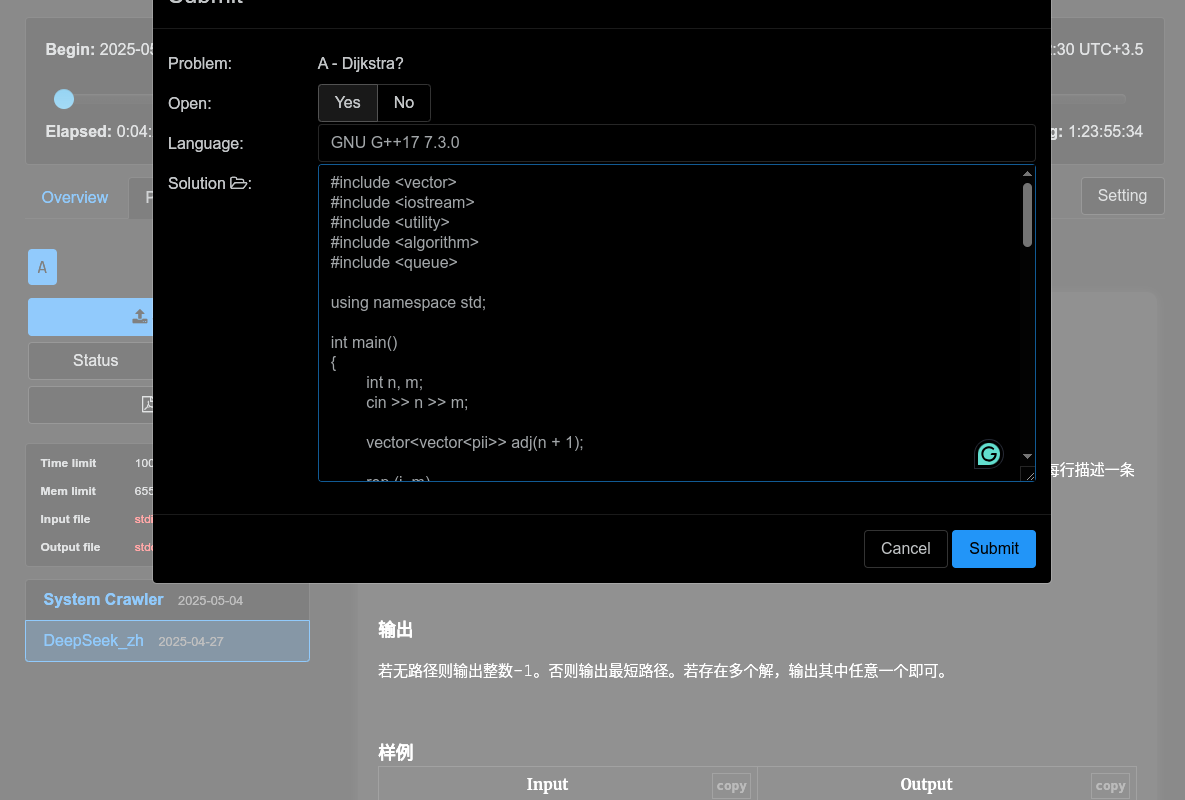 Submit
Begin: 2025-05
:30 UTC+3.5
Elapsed: 0:04:
g: 1:23:55:34
Overview
Setting
A
Status
Time limit 100
Mem limit 655
Input file stdi
Output file
System Crawler 2025-05-04
DeepSeek_zh 2025-04-27
Problem: A - Dijkstra?
Open: Yes No
Language: GNU G++17 7.3.0
Solution :
#include <vector>
#include <iostream>
#include <utility>
#include <algorithm>
#include <queue>
using namespace std;
int main()
{
int n, m;
cin >> n >> m;
vector<vector<pii>> adj(n + 1);
rep (i, m)
Cancel Submit
每行描述一条
输出
若无路径则输出整数-1。否则输出最短路径。若存在多个解，输出其中任意一个即可。
样例
Input copy Output copy